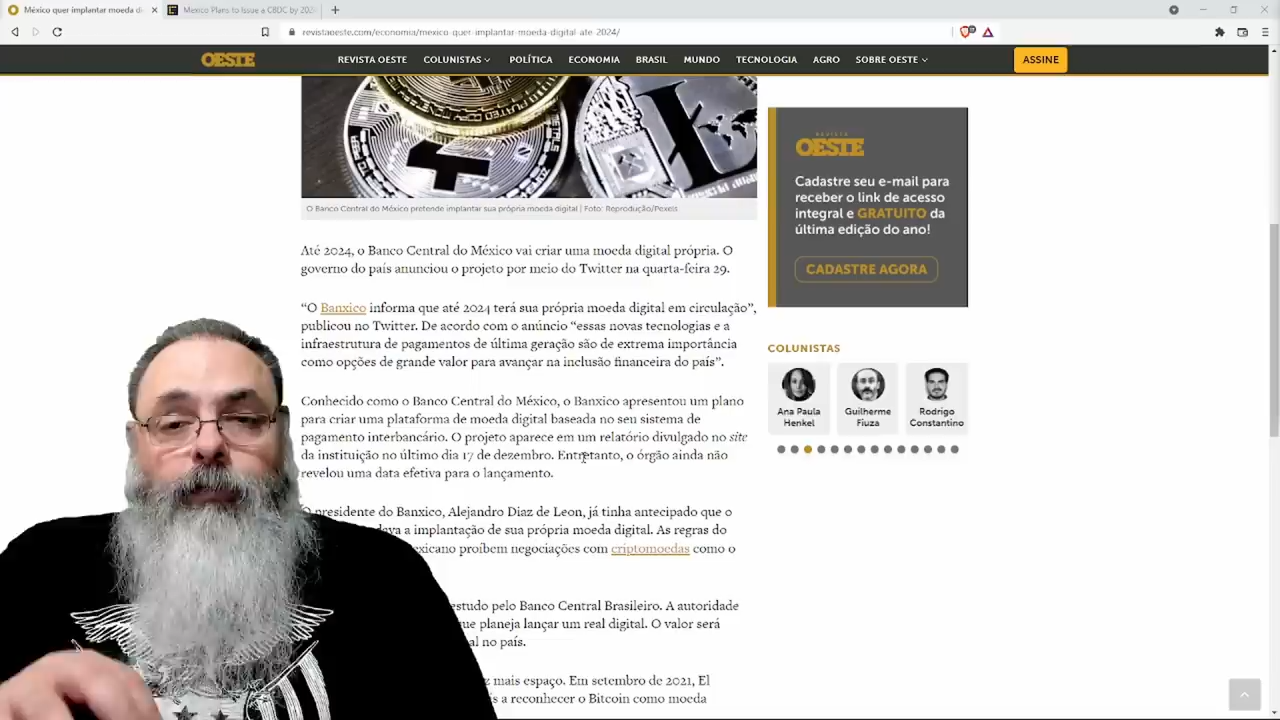 México quer implantar moeda di
Mexico Plans to Issue a CBDC by 202
revistaoeste.com/economia/mexico-quer-implantar-moeda-digital-ate-2024/
OESTE
REVISTA OESTE
COLUNISTAS
POLÍTICA
ECONOMIA
BRASIL
MUNDO
TECNOLOGIA
AGRO
SOBRE OESTE
ASSINE
O Banco Central do México pretende implantar sua própria moeda digital | Foto: Reprodução/Pexels
Até 2024, o Banco Central do México vai criar uma moeda digital própria. O
governo do país anunciou o projeto por meio do Twitter na quarta-feira 29.
“O Banxico informa que até 2024 terá sua própria moeda digital em circulação”,
publicou no Twitter. De acordo com o anúncio “essas novas tecnologias e a
infraestrutura de pagamentos de última geração são de extrema importância
como opções de grande valor para avançar na inclusão financeira do país”.
Conhecido como o Banco Central do México, o Banxico apresentou um plano
para criar uma plataforma de moeda digital baseada no seu sistema de
pagamento interbancário. O projeto aparece em um relatório divulgado no site
da instituição no último dia 17 de dezembro. Entretanto, o órgão ainda não
revelou uma data efetiva para o lançamento.
O presidente do Banxico, Alejandro Diaz de Leon, já tinha antecipado que o
a implantação de sua própria moeda digital. As regras do
proíbem negociações com criptomoedas como o
estudo pelo Banco Central Brasileiro. A autoridade
que planeja lançar um real digital. O valor será
no país.
mais espaço. Em setembro de 2021, El
a reconhecer o Bitcoin como moeda
REVISTA
OESTE
Cadastre seu e-mail para
receber o link de acesso
integral e GRATUITO da
última edição do ano!
CADASTRE AGORA
COLUNISTAS
Ana Paula
Henkel
Guilherme
Fiuza
Rodrigo
Constantino